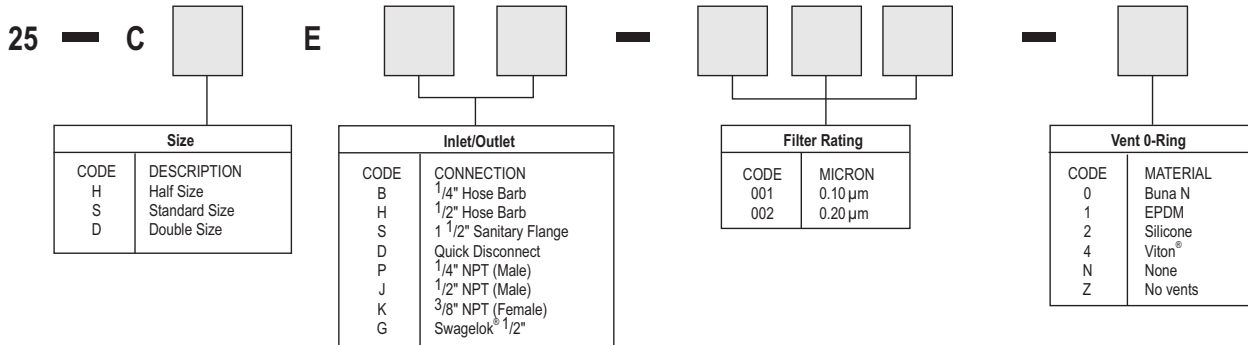 25 — C E — —
Size
CODE DESCRIPTION
H Half Size
S Standard Size
D Double Size
Inlet/Outlet
CODE CONNECTION
B 1/4" Hose Barb
H 1/2" Hose Barb
S 1 1/2" Sanitary Flange
D Quick Disconnect
P 1/4" NPT (Male)
J 1/2" NPT (Male)
K 3/8" NPT (Female)
G Swagelok® 1/2"
Filter Rating
CODE MICRON
001 0.10 µm
002 0.20 µm
Vent 0-Ring
CODE MATERIAL
0 Buna N
1 EPDM
2 Silicone
4 Viton®
N None
Z No vents